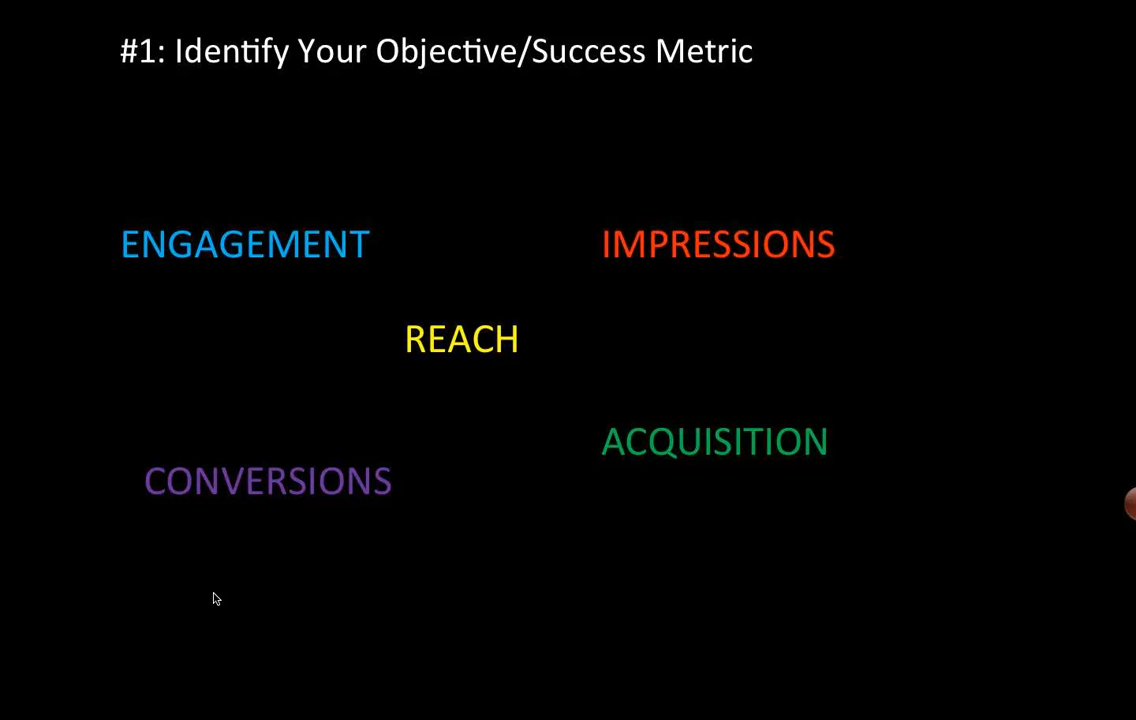 #1: Identify Your Objective/Success Metric
ENGAGEMENT
IMPRESSIONS
REACH
ACQUISITION
CONVERSIONS